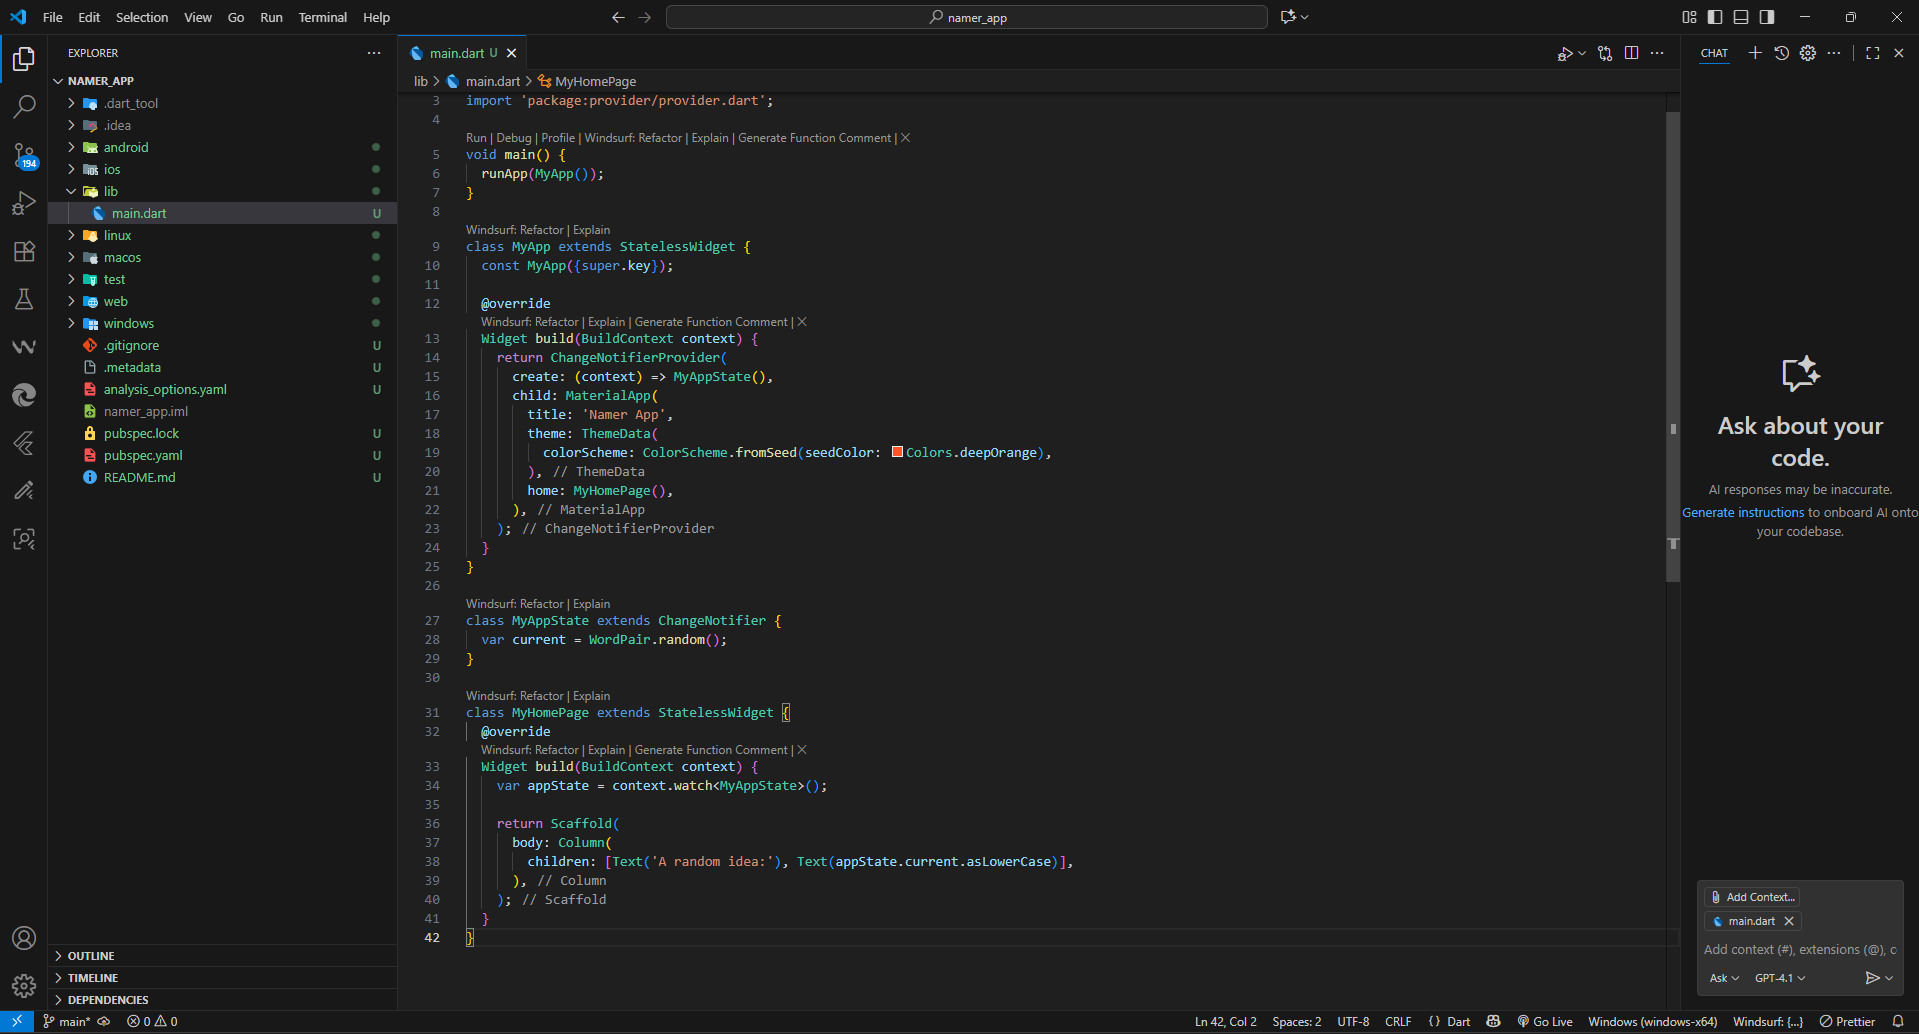 File Edit Selection View Go Run Terminal Help
namer_app
EXPLORER
NAMER_APP
.dart_tool
.idea
android
ios
lib
main.dart U
linux
macos
test
web
windows
.gitignore U
.metadata U
analysis_options.yaml U
namer_app.iml
pubspec.lock U
pubspec.yaml U
README.md U
OUTLINE
TIMELINE
DEPENDENCIES
194
main.dart U
lib > main.dart > MyHomePage
3 import 'package:provider/provider.dart';
4
Run | Debug | Profile | Windsurf: Refactor | Explain | Generate Function Comment | X
5 void main() {
6 runApp(MyApp());
7 }
8
Windsurf: Refactor | Explain
9 class MyApp extends StatelessWidget {
10 const MyApp({super.key});
11
12 @override
Windsurf: Refactor | Explain | Generate Function Comment | X
13 Widget build(BuildContext context) {
14 return ChangeNotifierProvider(
15 create: (context) => MyAppState(),
16 child: MaterialApp(
17 title: 'Namer App',
18 theme: ThemeData(
19 colorScheme: ColorScheme.fromSeed(seedColor: Colors.deepOrange),
20 ), // ThemeData
21 home: MyHomePage(),
22 ), // MaterialApp
23 ); // ChangeNotifierProvider
24 }
25 }
26
Windsurf: Refactor | Explain
27 class MyAppState extends ChangeNotifier {
28 var current = WordPair.random();
29 }
30
Windsurf: Refactor | Explain
31 class MyHomePage extends StatelessWidget {
32 @override
Windsurf: Refactor | Explain | Generate Function Comment | X
33 Widget build(BuildContext context) {
34 var appState = context.watch<MyAppState>();
35
36 return Scaffold(
37 body: Column(
38 children: [Text('A random idea:'), Text(appState.current.asLowerCase)],
39 ), // Column
40 ); // Scaffold
41 }
42 }
CHAT
Ask about your
code.
AI responses may be inaccurate.
Generate instructions to onboard AI onto
your codebase.
Add Context...
main.dart
Add context (#), extensions (@), c
Ask GPT-4.1
main* 0 0 Ln 42, Col 2 Spaces: 2 UTF-8 CRLF {} Dart Go Live Windows (windows-x64) Windsurf: {...} Prettier